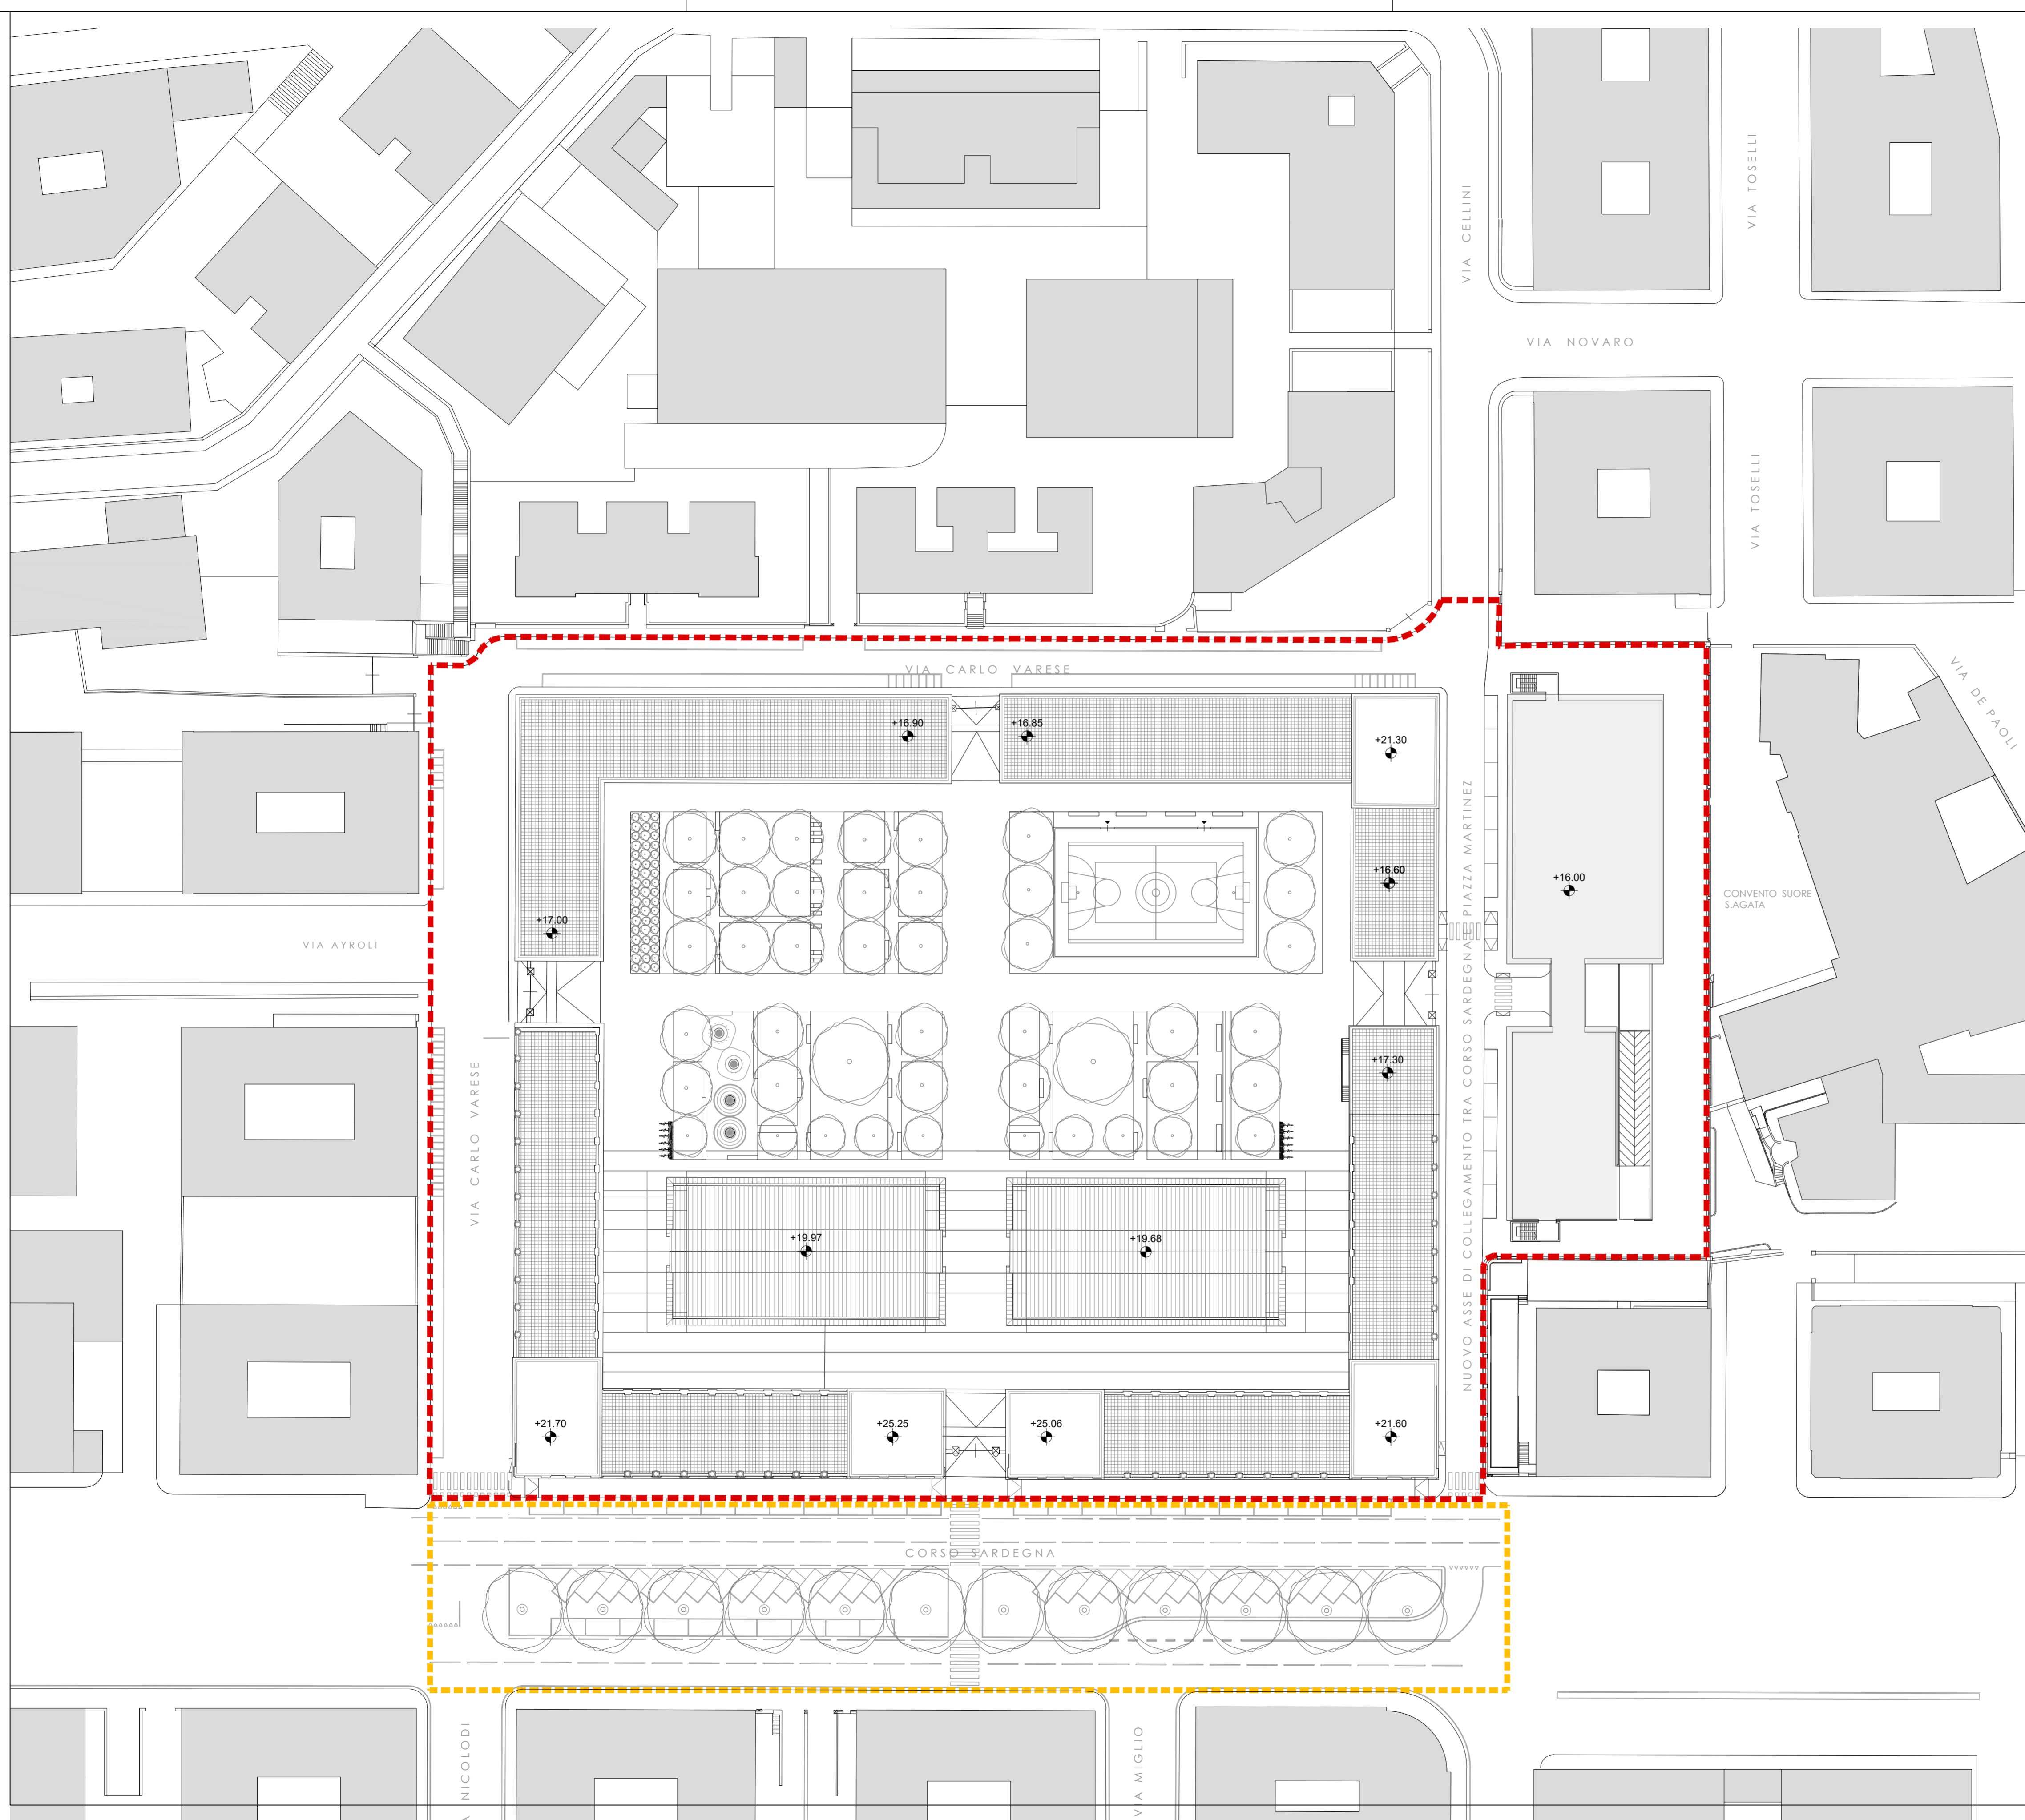 VIA CELLINI
VIA TOSELLI
VIA NOVARO
VIA TOSELLI
VIA CARLO VARESE
VIA DE PAOLI
+16.90
+16.85
+21.30
+16.60
+16.00
CONVENTO SUORE
S.AGATA
+17.00
VIA AYROLI
NUOVO ASSE DI COLLEGAMENTO TRA CORSO SARDEGNA E PIAZZA MARTINEZ
+17.30
VIA CARLO VARESE
+19.97
+19.68
+21.70
+25.25
+25.06
+21.60
CORSO SARDEGNA
NICOLODI
VIA MIGLIO